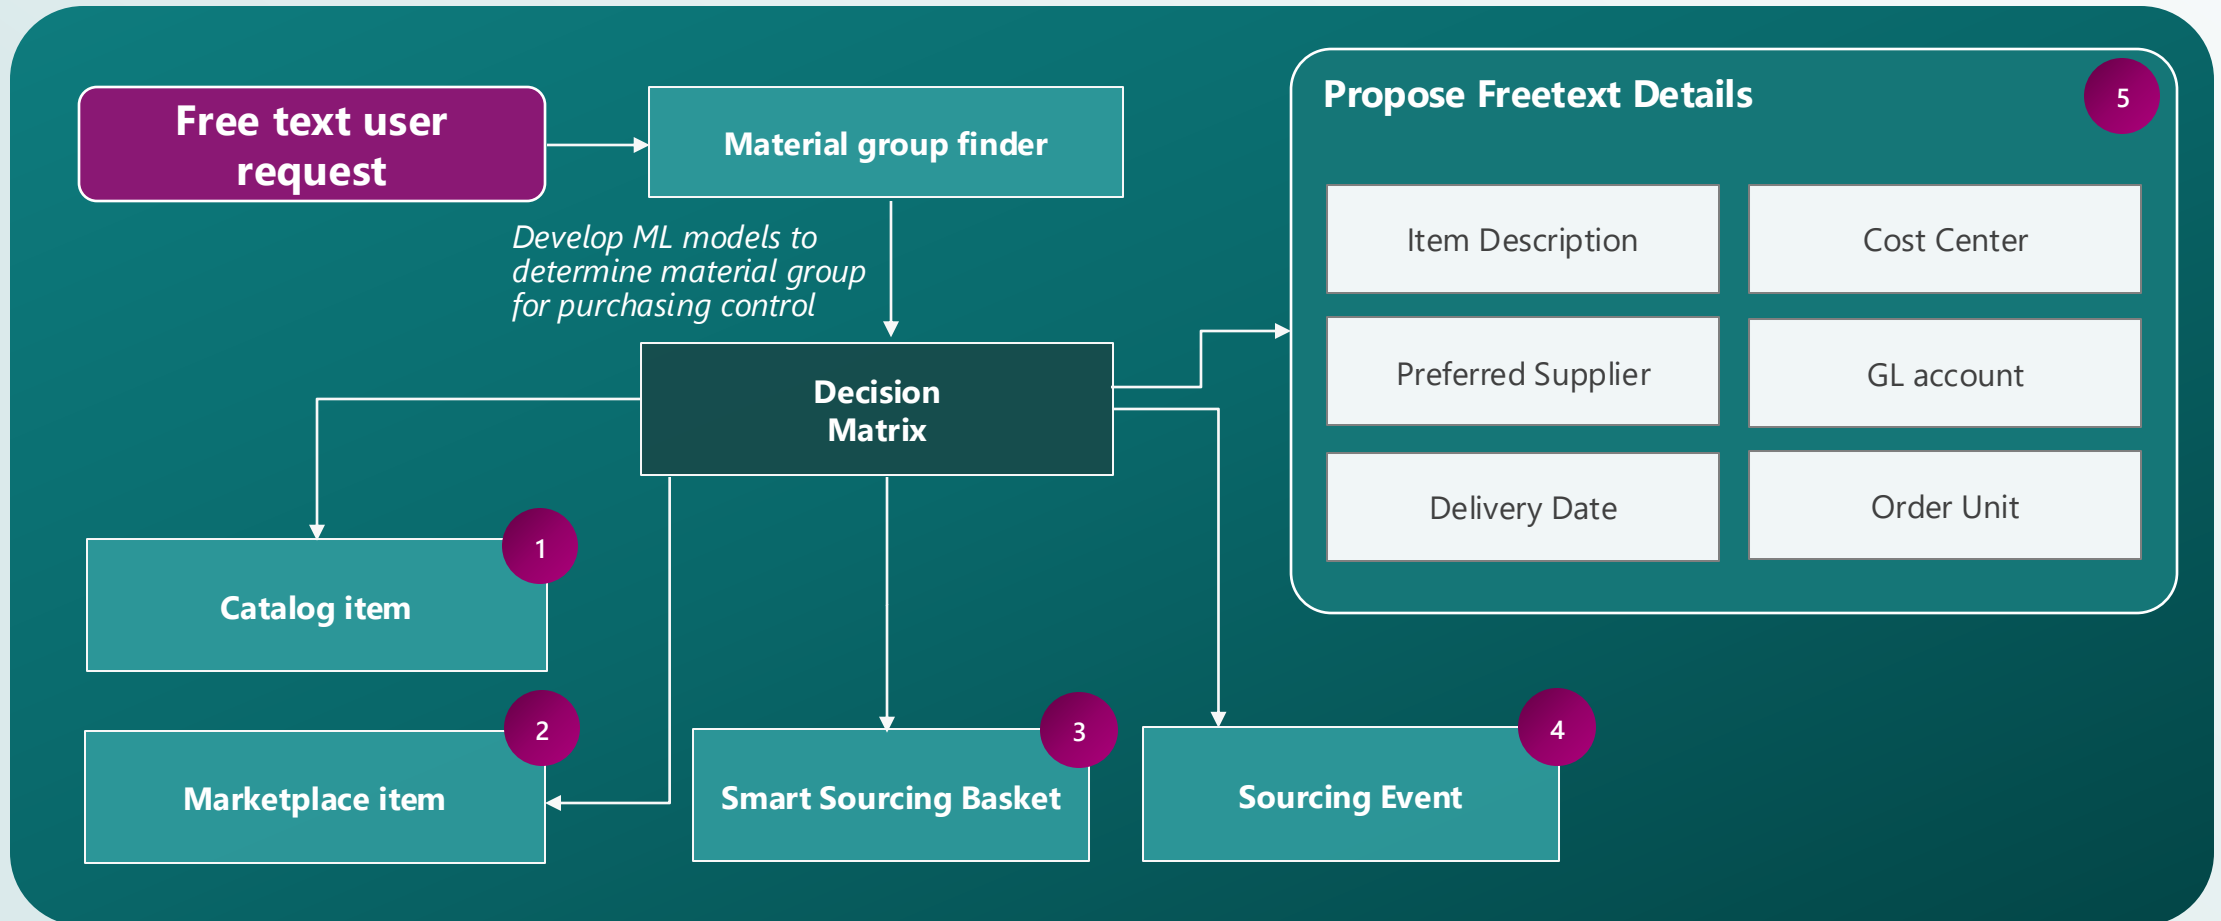 Free text user
request
Material group finder
Develop ML models to
determine material group
for purchasing control
Decision
Matrix
1
Catalog item
2
Marketplace item
3
Smart Sourcing Basket
4
Sourcing Event
Propose Freetext Details
5
Item Description
Cost Center
Preferred Supplier
GL account
Delivery Date
Order Unit